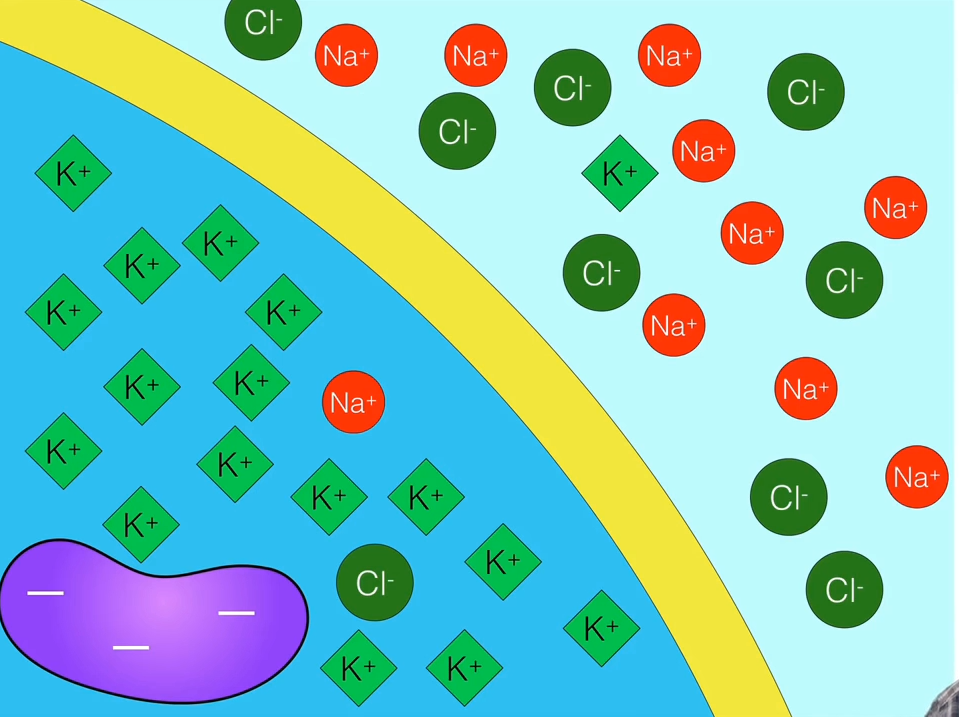 Cl-
Na+
Na+
Na+
Cl-
Cl-
Cl-
Na+
K+
K+
Na+
Na+
K+
K+
Cl-
Cl-
K+
K+
Na+
K+
K+
Na+
Na+
K+
K+
Na+
K+
K+
Cl-
K+
K+
Cl-
Cl-
K+
K+
K+